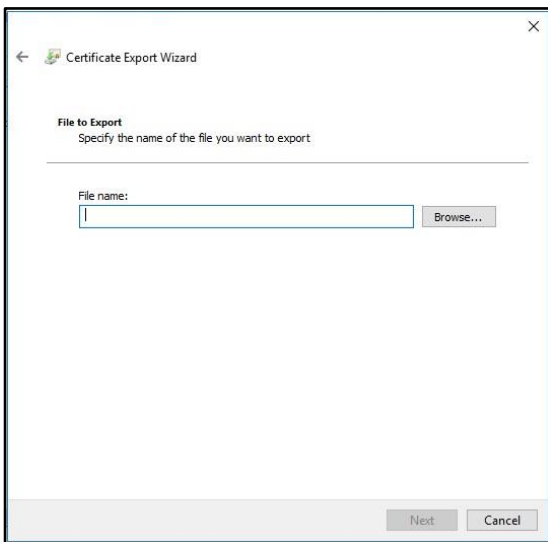 Certificate Export Wizard
File to Export
Specify the name of the file you want to export
File name:
Browse...
Next
Cancel